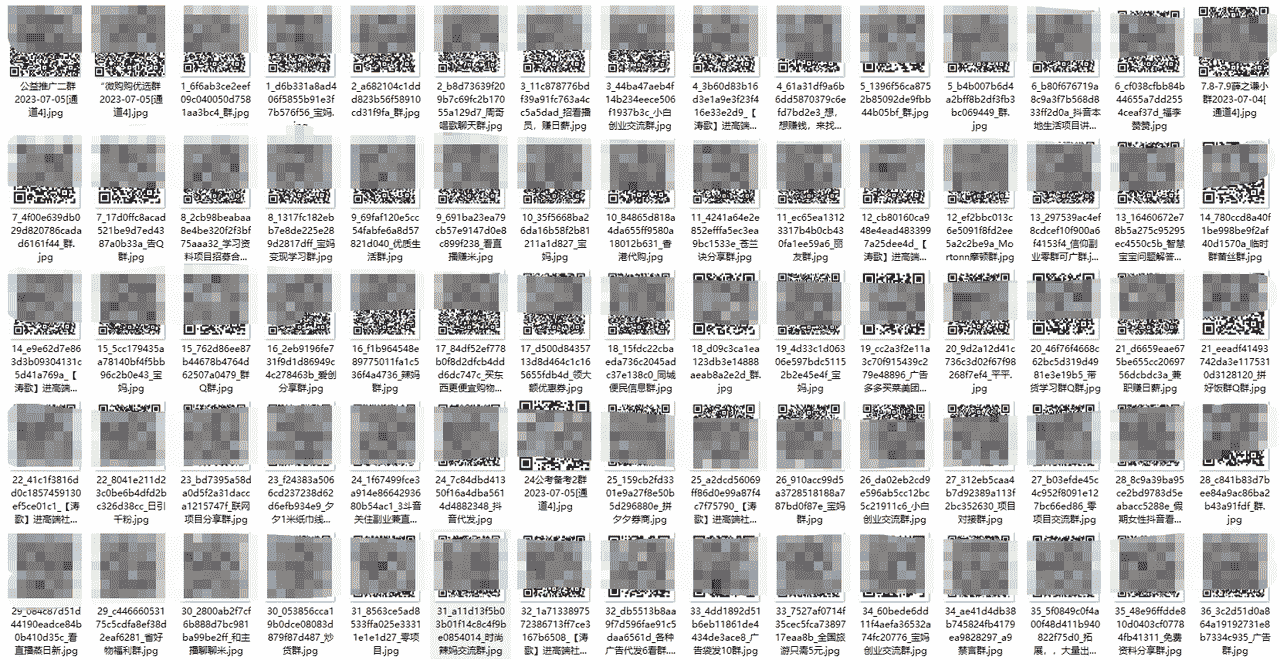 公益推广二群
2023-07-05[通
道4].jpg
"微购购优选群
2023-07-05[通
道4].jpg
1_6f6ab3ce2eef
09c040050d758
1aa3bc4_群.jpg
1_d6b331a8ad4
06f5855b91e3f
7b576f56_宝妈.
1_a682104c1dd
d823b56f58910
cd31f9fa_群.jpg
2_b8d73639f20
9b7c69fc2b170
55a129d7_周哥
唱歌聊天群.jpg
3_11c878776bd
f39a91fc763a4c
c5a5dad_招看播
员，赚日薪.jpg
3_44ba47aeb4f
14b234eece506
f1937b3c_小白
创业交流群.jpg
4_3b60d83b16
d3e1a9e3f23f4
16e33e2d9_【
涛歌】进高端...
4_61a31df9a6b
6dd5870379c6e
fd7bd2e3_想，
想赚钱，来找...
5_1396f56ca87
52b85092de9fbb
44b05bf_群.jpg
5_b4b007b6d4
a2bff8b2df3fb3
bc069449_群.
jpg
6_b80f676719a
8c9a3f7b568d8
33ff2d0a_抖音本
地生活项目讲...
6_cf038cfbb84b
44655a7dd255
4ceaf37d_福季
赞赞.jpg
7.8-7.9薛之谦小
群2023-07-04[
通道4].jpg
7_4f00e639db0
29d820786cada
d6161f44_群.
jpg
7_17d0ffc8acad
521be9d7ed43
87a0b33a_告Q
群.jpg
8_2cb98beabaa
8e4be320f2f3bf
75aaa32_学习资
料项目招募合...
8_1317fc182eb
b7e8de225e28
9d2817dff_宝妈
变现学习群.jpg
9_69faf120e5cc
54fabfe6a8d57
821d040_优质生
活群.jpg
9_691ba23ea79
cb57e9147d0e8
c899f238_看直
播赚米.jpg
10_35f5668ba2
6da16b58f2b81
211a1d827_宝
妈.jpg
10_84865d818a
4da655ff9580a
18012b631_香
港代购.jpg
11_4241a64e2e
852efffa5ec3ea
9bc1533e_苍兰
诀分享群.jpg
11_ec65ea1312
3317b4b0cb43
0fa1ee59a6_丽
友群.jpg
12_cb80160ca9
48e4ead483399
7a25dee4d_【
涛歌】进高端...
12_ef2bbc013c
6e5091f8fd2ee
5a2c2be9a_Mo
rtonn摩顿群.jpg
13_297539ac4ef
8cdcef10f900a6
f4153f4_信仰副
业零群可广群.j...
13_16460672e7
8b5a275c95295
ec4550c5b_智慧
宝宝问题解答...
14_780ccd8a40f
1be998be9f2af
40d1570a_临时
群蕾丝群.jpg
14_e9e62d7e86
3d3b09304131c
5d41a769a_【
涛歌】进高端...
15_5cc179435a
a78140bf4f5bb
96c2b0e43_宝
妈.jpg
15_762d86ee87
b44678b4764d
62507a0479_群
Q群.jpg
16_2eb9196fe7
31f9d1d86949c
4c278463b_爱创
分享群.jpg
16_f1b964548e
89775011fa1c5
36f4a4736_辣妈
群.jpg
17_84df52ef77
8b0f8d2dfcb4dd
d6dc747c_买东
西更便宜购物...
17_d500d84357
13d8d464c1c16
5655fdb4d_领大
额优惠券.jpg
18_15fdc22cba
eda736c2045ad
c37e138c0_同城
便民信息群.jpg
18_d09c3ca1ea
123db3e14888
aeab8a2e2d_群.
jpg
19_4d33c1d063
06e597bdc5115
2b2e45e4f_宝
妈.jpg
19_cc2a3f2e11a
3c70f915439c2
79e48896_广告
多多买菜美团...
20_9d2a12d41c
736c3d02f67f98
268f7ef4_平平.
jpg
20_46f76f4668c
62bc5d319d49
81e3e19b5_带
货学习群Q群.jpg
21_d6659eae67
5be655cc20697
56dcbdc3a_兼
职赚日薪.jpg
21_eeadf41493
742da3e117531
0d3128120_拼
好饭群Q群.jpg
22_41c1f3816d
d0c1857459130
ef5ce01c1_【涛
歌】进高端社...
22_8041e211d2
3c0be6b4dfd2b
c326d38cc_日引
千粉.jpg
23_bd7395a58d
a0d5f2a31dacc
a1215747f_联网
项目分享群.jpg
23_f24383a506
6cd237238d62
d6efb934e9_夕
夕1米纸巾线...
24_1f67499fce3
a914e86642936
80b54ac1_3抖音
关住副业兼直...
24_7c84dbd413
50f16a4dba561
4d4882348_抖
音代发.jpg
24公考备考2群
2023-07-05[通
道4].jpg
25_159cb2fd33
01e9a27f8e50b
5d296880e_拼
夕夕券商.jpg
25_a2dcd56069
ff86d0e99a87f4
c7f75790_【涛
歌】进高端社...
26_910acc99d5
a3728518188a7
87bd0f87e_宝妈
群.jpg
26_da02eb2cd9
e596ab5cc12bc
5c21911c6_小白
创业交流群.jpg
27_312eb5caa4
b7d92389a113f
2bc352630_项目
对接群.jpg
27_b03efde45c
4c952f8091e12
7bc66ed86_零
项目交流群.jpg
28_8c9a39ba95
ce2bd9783d5e
abacc5288e_假
期女性抖音看...
28_c841b83d7b
ee84a9ac86ba2
b43a91fdf_群.
jpg
29_084c87d51d
44190eadce84b
0b410d35c_看
直播蒸日新.jpg
29_c446660531
75c5cdfa8ef38d
2eaf6281_省好
物福利群.jpg
30_2800ab2f7cf
6b888d7bc981
ba99be2ff_和主
播聊聊米.jpg
30_053856cca1
9b0dce08083d
879f87d487_炒
货群.jpg
31_8563ce5ad8
533ffa025e3331
1e1e1d27_零项
目.jpg
31_a11d13f5b0
3b01f14c8c4f9b
e0854014_时尚
辣妈交流群.jpg
32_1a71338975
72386713ff7ce3
167b6508_【涛
歌】进高端社...
32_db5513b8aa
9f7d596fae91c5
daa6561d_各种
广告代发6看群....
33_4dd1892d51
b6eb11861de4
434de3ace8_广
告袋发10群.jpg
33_7527af0714f
35cec5fca73897
17eaa8b_全国旅
游只需5元.jpg
34_60bede6dd
11f4aefa36532a
74fc20776_宝妈
创业交流群.jpg
34_ae41d4db38
b745824fb4179
ea9828297_a9
禁言群.jpg
35_5f0849c0f4a
00f48d411b940
822f75d0_拓
展，，大量出...
35_48e96ffdde8
10d0403cf0778
4fb41311_免费
资料分享群.jpg
36_3c2d51d0a8
64a19192731e8
b7334c935_广告
群.jpg